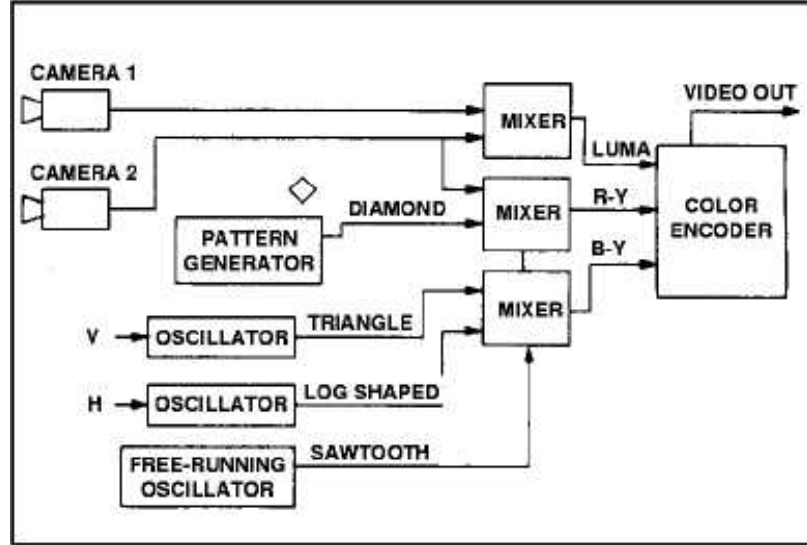 CAMERA 1
MIXER
VIDEO OUT
LUMA
CAMERA 2
DIAMOND
MIXER
R-Y
COLOR
ENCODER
PATTERN
GENERATOR
B-Y
MIXER
V
OSCILLATOR
TRIANGLE
H
OSCILLATOR
LOG SHAPED
FREE-RUNNING
OSCILLATOR
SAWTOOTH